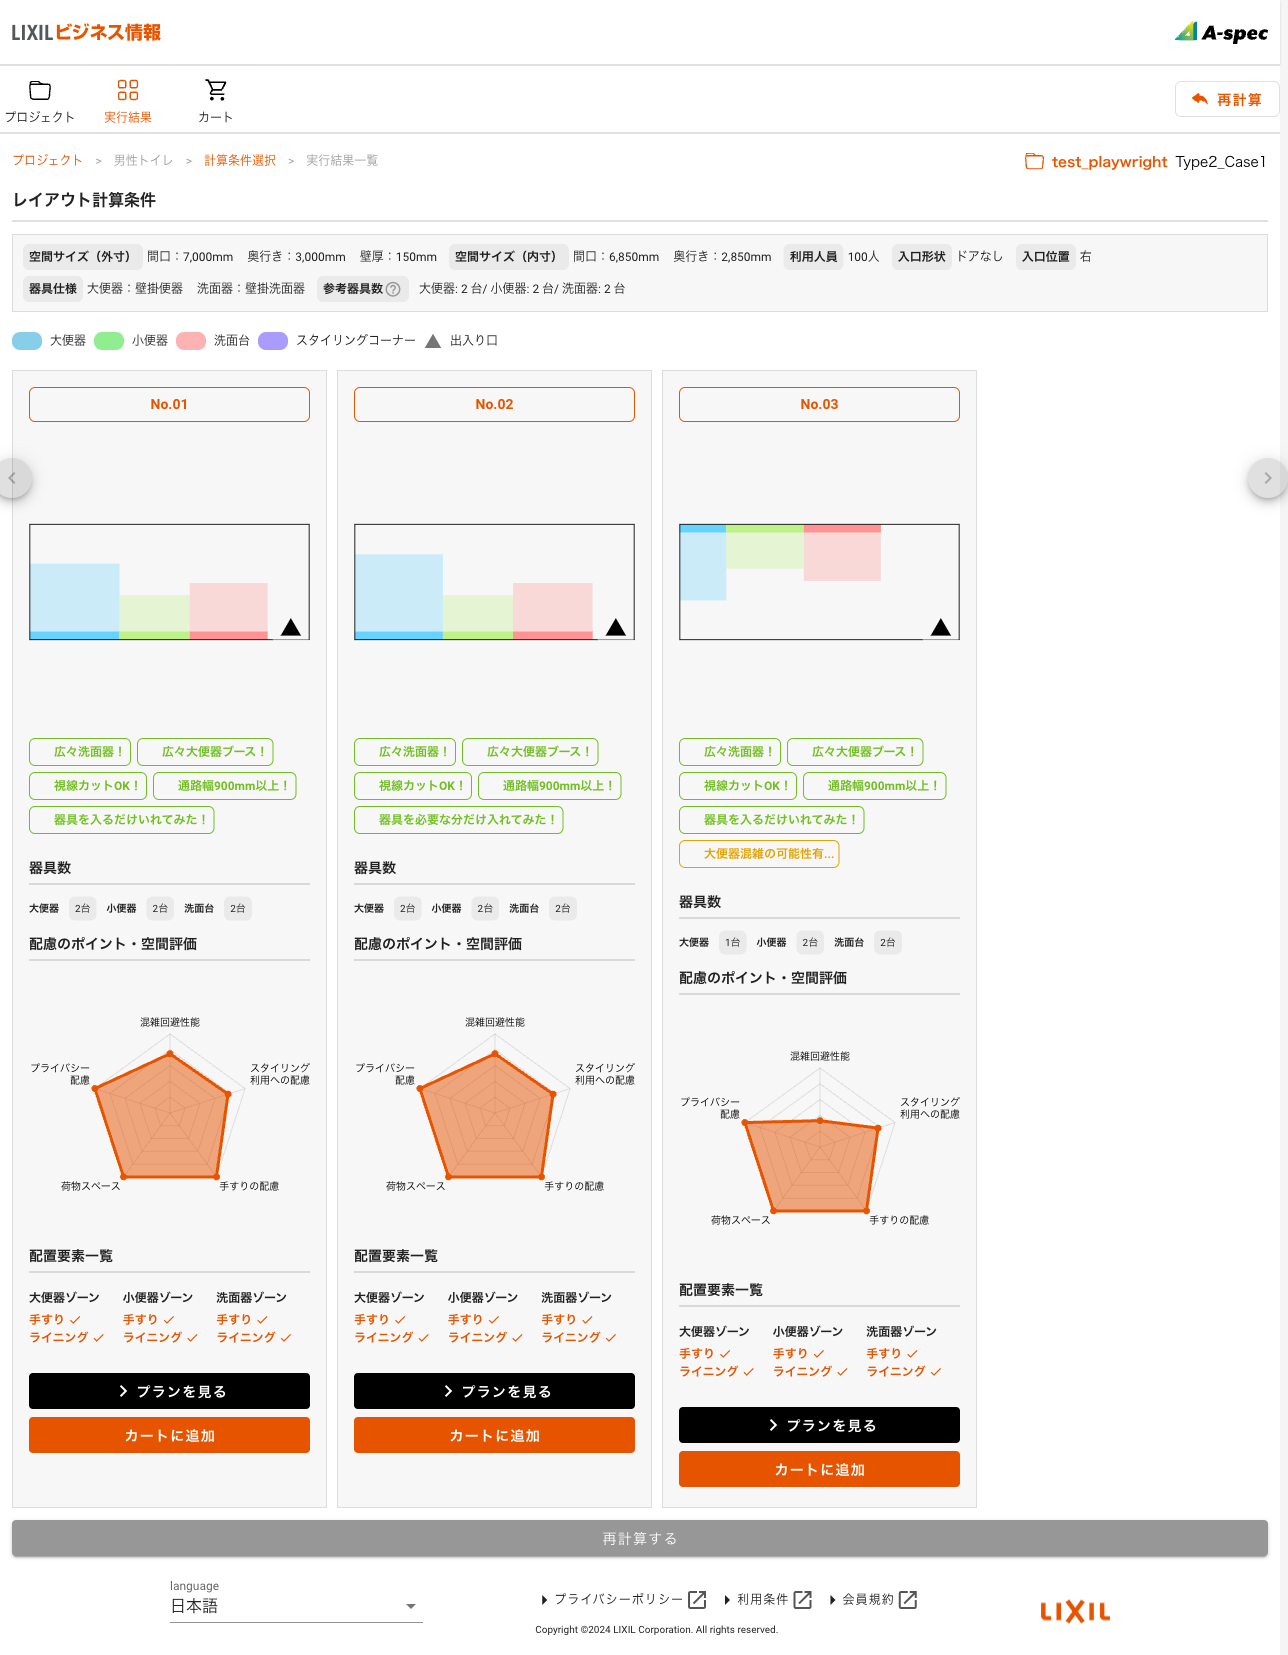 LIXILビジネス情報
A-spec
プロジェクト 実行結果 カート
再計算
プロジェクト > 男性トイレ > 計算条件選択 > 実行結果一覧
test_playwright Type2_Case1
レイアウト計算条件
空間サイズ（外寸） 間口：7,000mm 奥行き：3,000mm 壁厚：150mm 空間サイズ（内寸） 間口：6,850mm 奥行き：2,850mm 利用人員 100人 入口形状 ドアなし 入口位置 右
器具仕様 大便器：壁掛便器 洗面器：壁掛洗面器 参考器具数 ? 大便器: 2 台/ 小便器: 2 台/ 洗面器: 2 台
大便器 小便器 洗面台 スタイリングコーナー 出入り口
No.01
広々洗面器！ 広々大便器ブース！
視線カットOK！ 通路幅900mm以上！
器具を入るだけいれてみた！
器具数
大便器 2台 小便器 2台 洗面台 2台
配慮のポイント・空間評価
混雑回避性能
プライバシー
配慮
スタイリング
利用への配慮
荷物スペース
手すりの配慮
配置要素一覧
大便器ゾーン 小便器ゾーン 洗面器ゾーン
手すり 手すり 手すり
ライニング ライニング ライニング
プランを見る
カートに追加
No.02
広々洗面器！ 広々大便器ブース！
視線カットOK！ 通路幅900mm以上！
器具を必要な分だけ入れてみた！
器具数
大便器 2台 小便器 2台 洗面台 2台
配慮のポイント・空間評価
混雑回避性能
プライバシー
配慮
スタイリング
利用への配慮
荷物スペース
手すりの配慮
配置要素一覧
大便器ゾーン 小便器ゾーン 洗面器ゾーン
手すり 手すり 手すり
ライニング ライニング ライニング
プランを見る
カートに追加
No.03
広々洗面器！ 広々大便器ブース！
視線カットOK！ 通路幅900mm以上！
器具を入るだけいれてみた！
大便器混雑の可能性有...
器具数
大便器 1台 小便器 2台 洗面台 2台
配慮のポイント・空間評価
混雑回避性能
プライバシー
配慮
スタイリング
利用への配慮
荷物スペース
手すりの配慮
配置要素一覧
大便器ゾーン 小便器ゾーン 洗面器ゾーン
手すり 手すり 手すり
ライニング ライニング ライニング
プランを見る
カートに追加
再計算する
language
日本語
プライバシーポリシー 利用条件 会員規約
Copyright ©2024 LIXIL Corporation. All rights reserved.
LIXIL